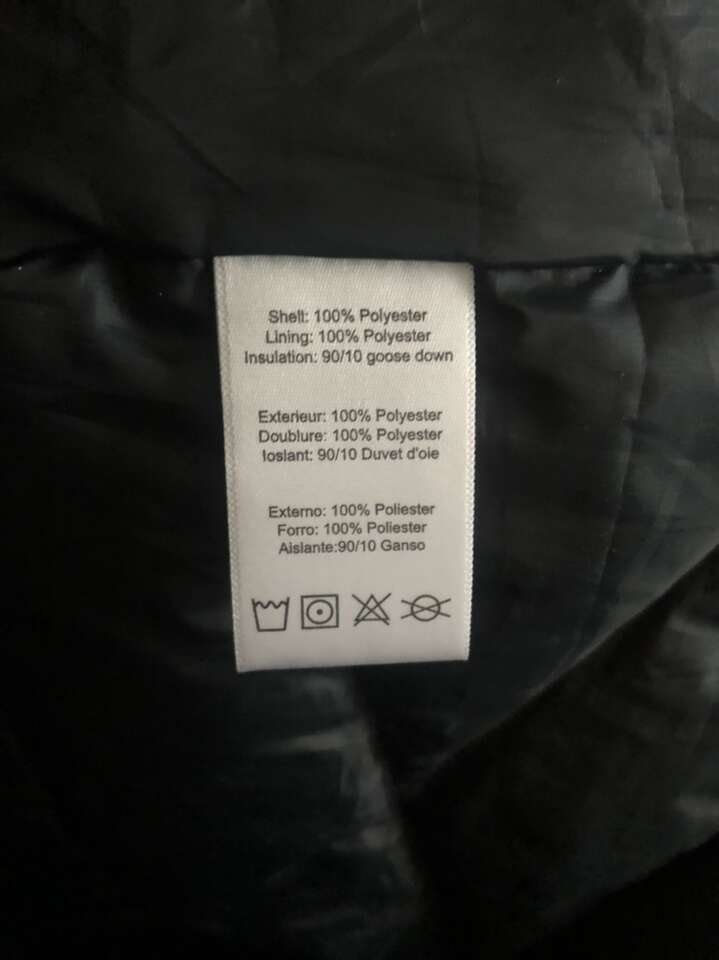 Shell: 100% Polyester
Lining: 100% Polyester
Insulation: 90/10 goose down
Exterieur: 100% Polyester
Doublure: 100% Polyester
Ioslant: 90/10 Duvet d'oie
Externo: 100% Poliester
Forro: 100% Poliester
Aislante:90/10 Ganso